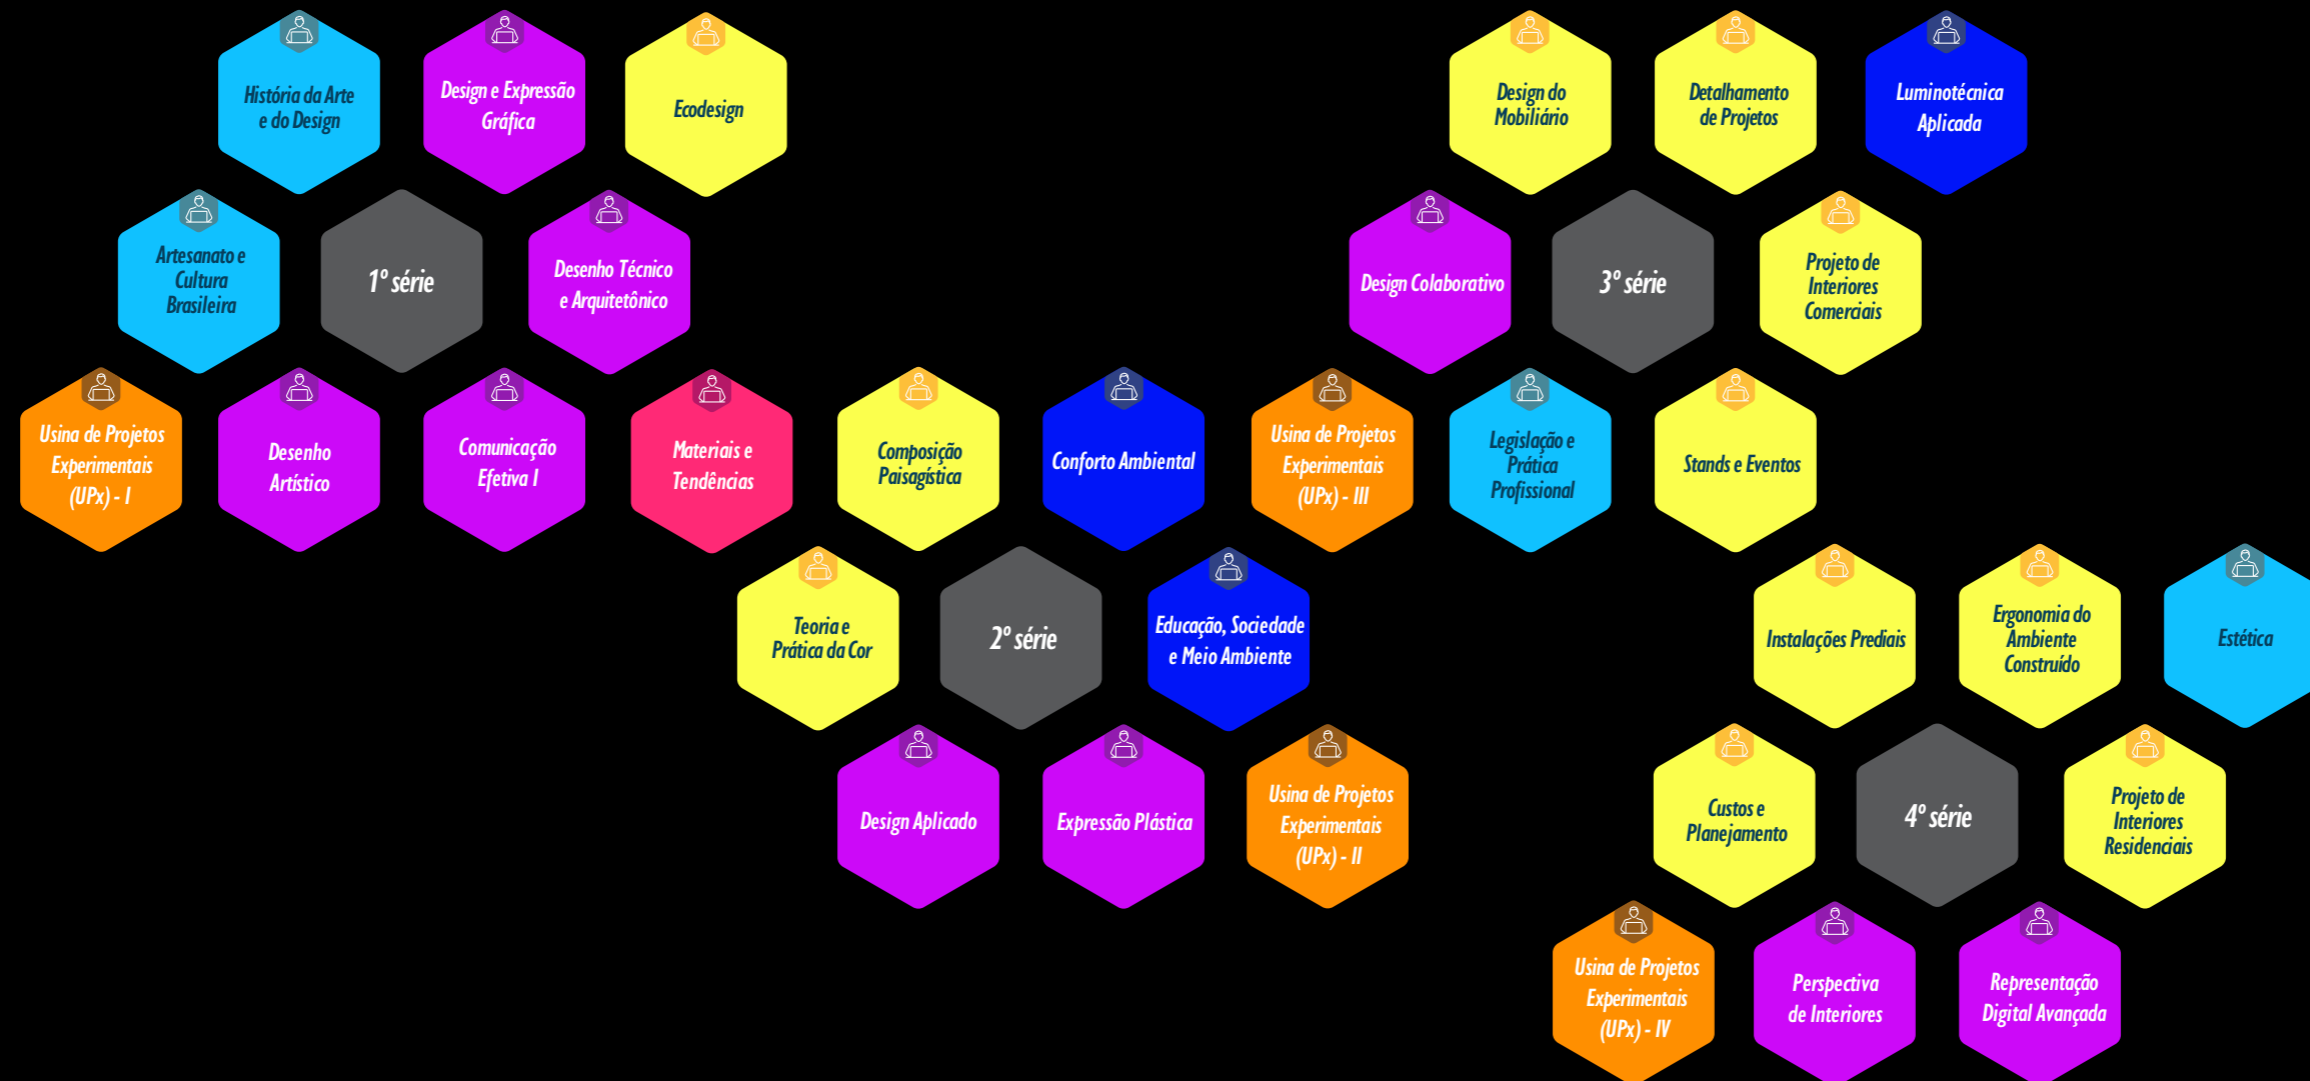 História da Arte
e do Design
Design e Expressão
Gráfica
Ecodesign
Artesanato e
Cultura
Brasileira
1º série
Desenho Técnico
e Arquitetônico
Usina de Projetos
Experimentais
(UPx) - I
Desenho
Artístico
Comunicação
Efetiva I
Materiais e
Tendências
Composição
Paisagística
Conforto Ambiental
Teoria e
Prática da Cor
2º série
Educação, Sociedade
e Meio Ambiente
Design Aplicado
Expressão Plástica
Usina de Projetos
Experimentais
(UPx) - II
Design do
Mobiliário
Detalhamento
de Projetos
Luminotécnica
Aplicada
Design Colaborativo
3º série
Projeto de
Interiores
Comerciais
Usina de Projetos
Experimentais
(UPx) - III
Legislação e
Prática
Profissional
Stands e Eventos
Instalações Prediais
Ergonomia do
Ambiente
Construído
Estética
Custos e
Planejamento
4º série
Projeto de
Interiores
Residenciais
Usina de Projetos
Experimentais
(UPx) - IV
Perspectiva
de Interiores
Representação
Digital Avançada